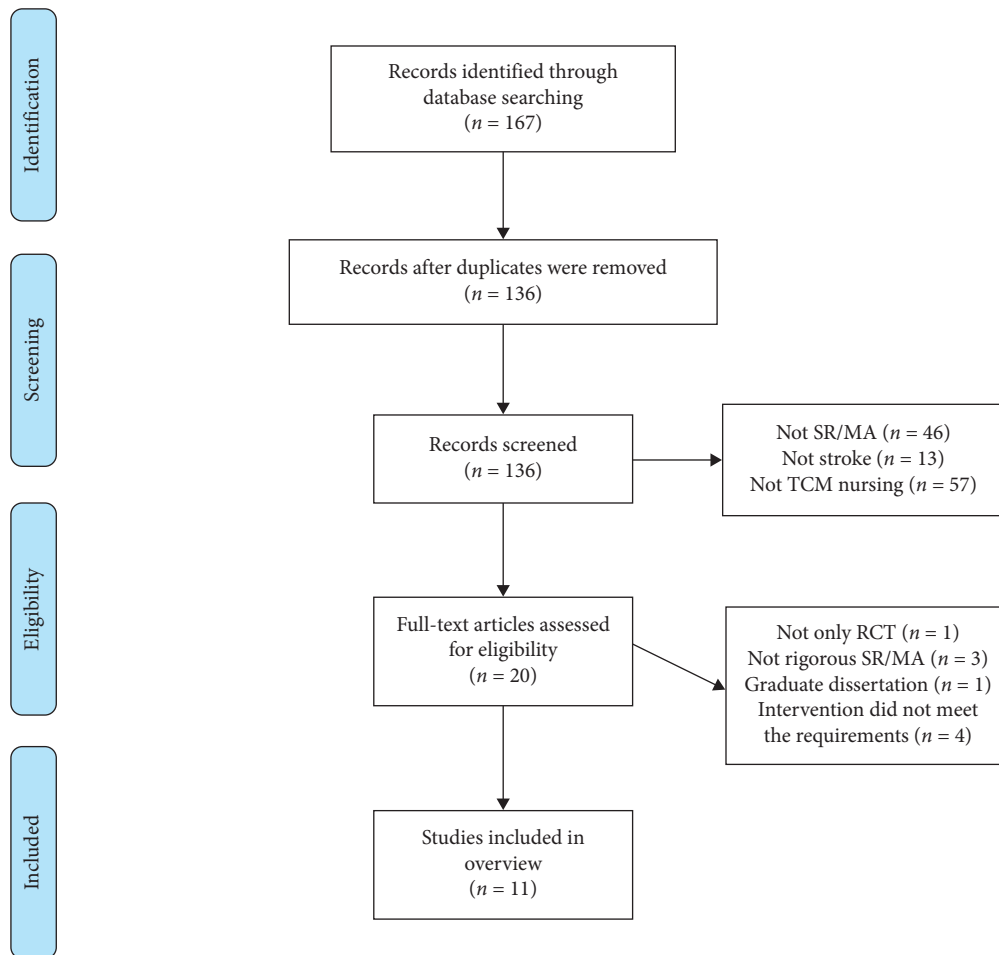 Identification
Records identified through
database searching
(n = 167)
Records after duplicates were removed
(n = 136)
Screening
Records screened
(n = 136)
Not SR/MA (n = 46)
Not stroke (n = 13)
Not TCM nursing (n = 57)
Eligibility
Full-text articles assessed
for eligibility
(n = 20)
Not only RCT (n = 1)
Not rigorous SR/MA (n = 3)
Graduate dissertation (n = 1)
Intervention did not meet
the requirements (n = 4)
Included
Studies included in
overview
(n = 11)